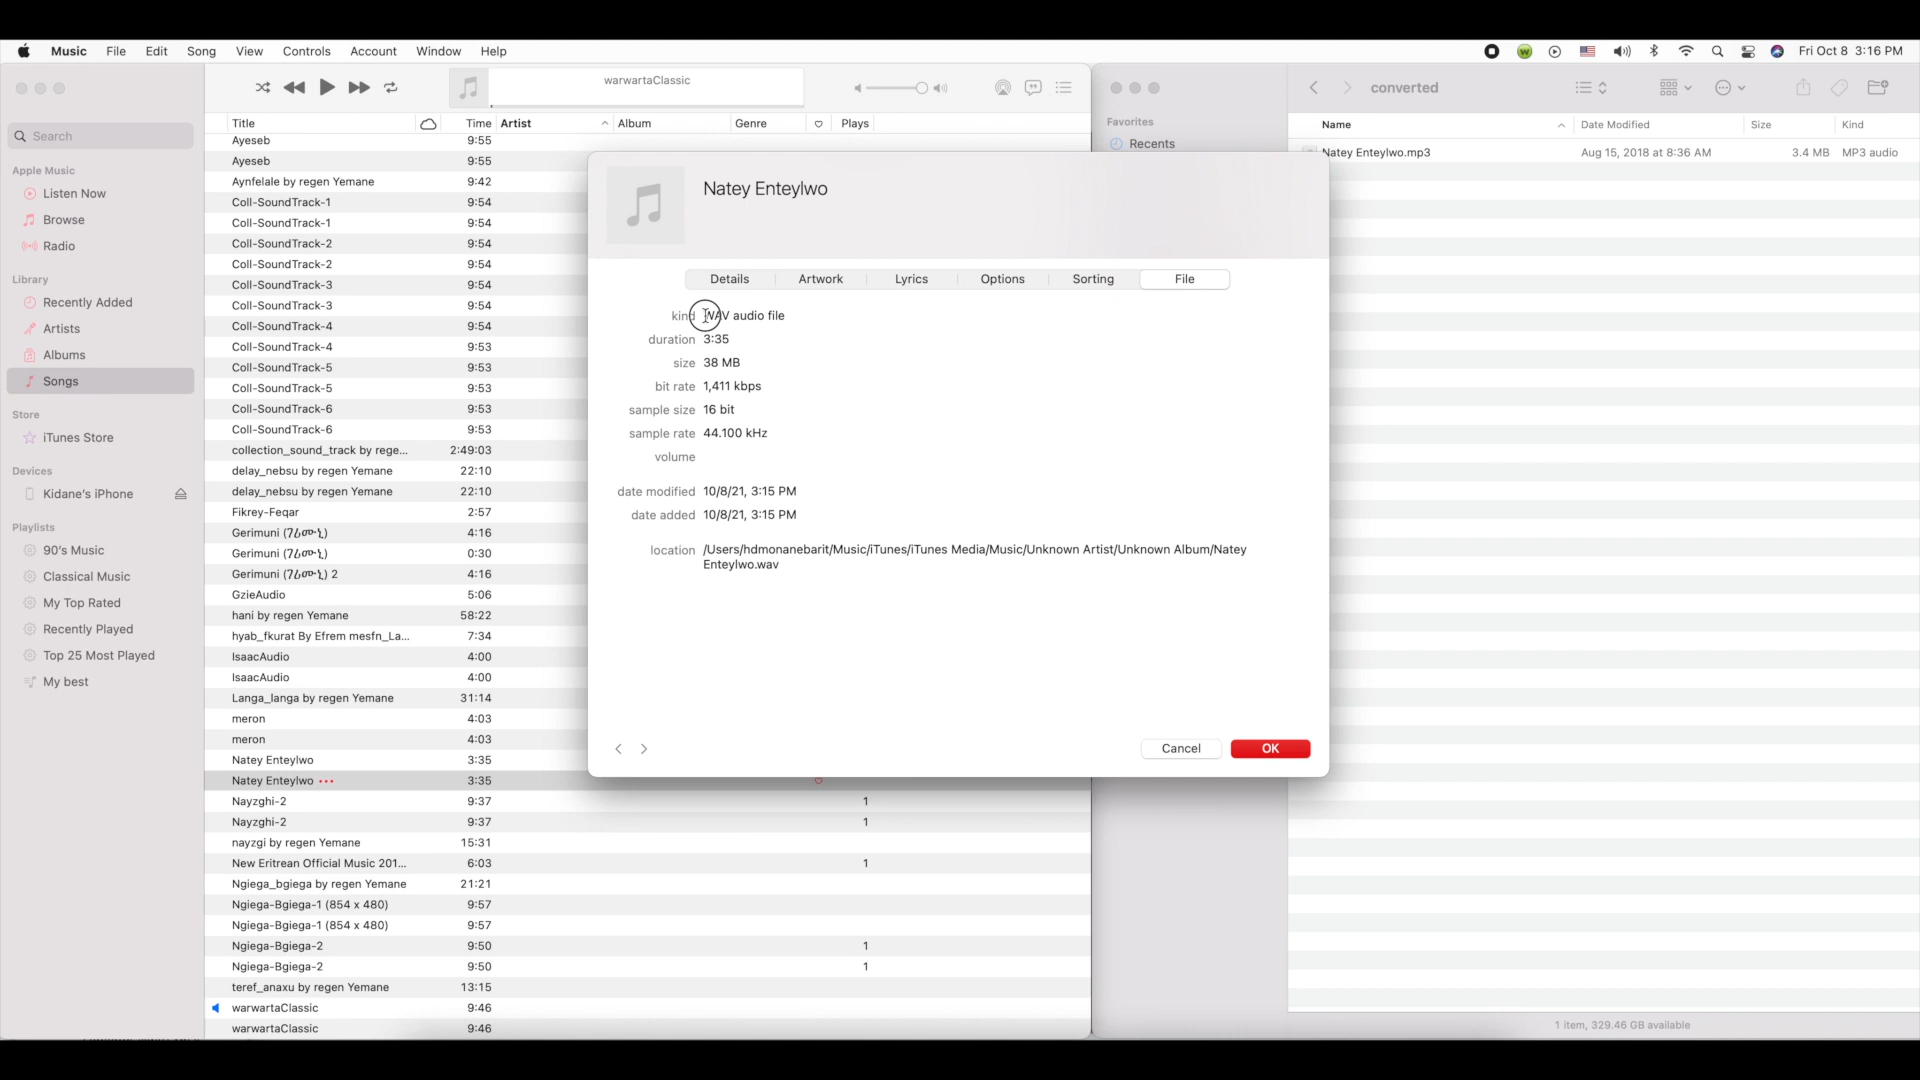 Music File Edit Song View Controls Account Window Help
Fri Oct 8 3:16 PM
warwartaClassic
converted
Search
Apple Music
Listen Now
Browse
Radio
Library
Recently Added
Artists
Albums
Songs
Store
iTunes Store
Devices
Kidane's iPhone
Playlists
90's Music
Classical Music
My Top Rated
Recently Played
Top 25 Most Played
My best
Title Time Artist Album Genre Plays
Ayeseb 9:55
Ayeseb 9:55
Aynfelale by regen Yemane 9:42
Coll-SoundTrack-1 9:54
Coll-SoundTrack-1 9:54
Coll-SoundTrack-2 9:54
Coll-SoundTrack-2 9:54
Coll-SoundTrack-3 9:54
Coll-SoundTrack-3 9:54
Coll-SoundTrack-4 9:54
Coll-SoundTrack-4 9:53
Coll-SoundTrack-5 9:53
Coll-SoundTrack-5 9:53
Coll-SoundTrack-6 9:53
Coll-SoundTrack-6 9:53
collection_sound_track by rege... 2:49:03
delay_nebsu by regen Yemane 22:10
delay_nebsu by regen Yemane 22:10
Fikrey-Feqar 2:57
Gerimuni (ገሪሙኒ) 4:16
Gerimuni (ገሪሙኒ) 0:30
Gerimuni (ገሪሙኒ) 2 4:16
GzieAudio 5:06
hani by regen Yemane 58:22
hyab_fkurat By Efrem mesfn_La... 7:34
IsaacAudio 4:00
IsaacAudio 4:00
Langa_langa by regen Yemane 31:14
meron 4:03
meron 4:03
Natey Enteylwo 3:35
Natey Enteylwo ••• 3:35
Nayzghi-2 9:37 1
Nayzghi-2 9:37 1
nayzgi by regen Yemane 15:31
New Eritrean Official Music 201... 6:03 1
Ngiega_bgiega by regen Yemane 21:21
Ngiega-Bgiega-1 (854 x 480) 9:57
Ngiega-Bgiega-1 (854 x 480) 9:57
Ngiega-Bgiega-2 9:50 1
Ngiega-Bgiega-2 9:50 1
teref_anaxu by regen Yemane 13:15
warwartaClassic 9:46
warwartaClassic 9:46
Natey Enteylwo
Details Artwork Lyrics Options Sorting File
kind WAV audio file
duration 3:35
size 38 MB
bit rate 1,411 kbps
sample size 16 bit
sample rate 44.100 kHz
volume
date modified 10/8/21, 3:15 PM
date added 10/8/21, 3:15 PM
location /Users/hdmonanebarit/Music/iTunes/iTunes Media/Music/Unknown Artist/Unknown Album/Natey
Enteylwo.wav
Cancel OK
Favorites
Recents
Name Date Modified Size Kind
Natey Enteylwo.mp3 Aug 15, 2018 at 8:36 AM 3.4 MB MP3 audio
1 item, 329.46 GB available